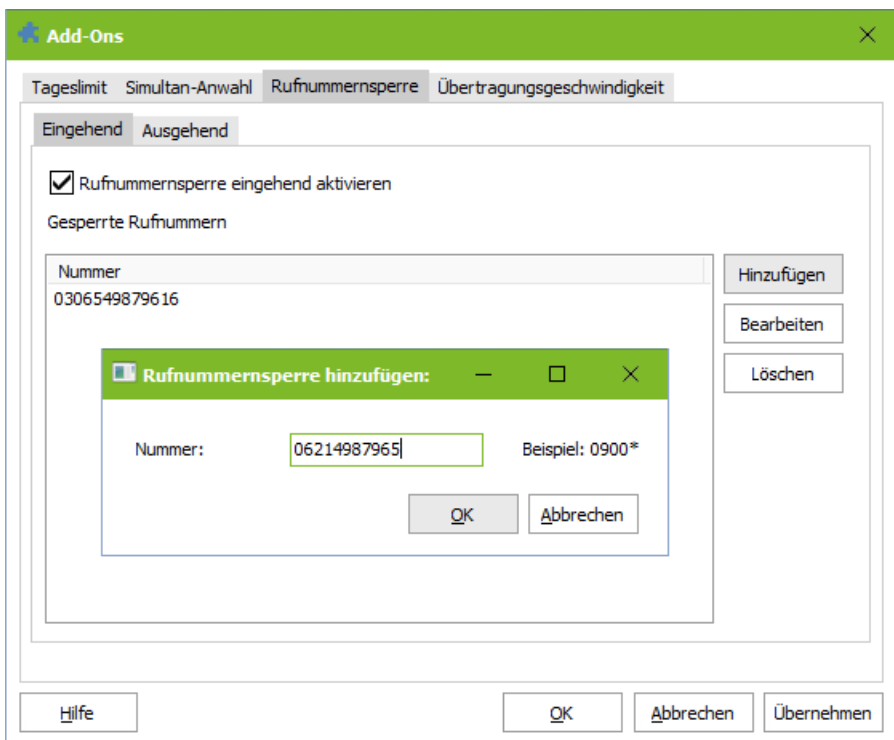 Add-Ons
Tageslimit Simultan-Anwahl Rufnummernsperre Übertragungsgeschwindigkeit
Eingehend Ausgehend
Rufnummernsperre eingehend aktivieren
Gesperrte Rufnummern
Nummer
Hinzufügen
0306549879616
Bearbeiten
Rufnummernsperre hinzufügen:
Löschen
Nummer: 06214987965 Beispiel: 0900*
OK Abbrechen
Hilfe OK Abbrechen Übernehmen